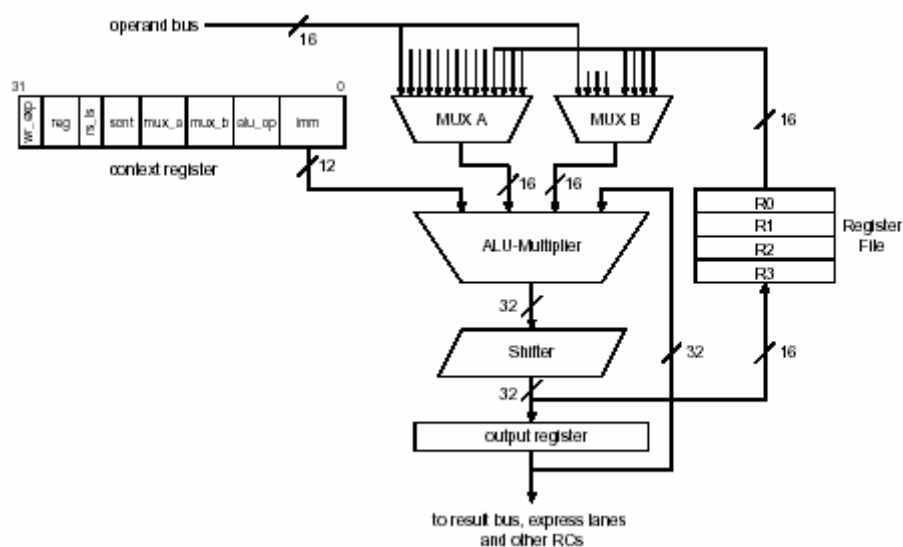 operand bus
16
31
0
wr_exp
reg
rs_ls
scnt
mux_a
mux_b
alu_op
Imm
context register
12
MUX A
MUX B
16
16
16
ALU-Multiplier
R0
R1
R2
R3
Register
File
32
Shifter
32
16
32
output register
to result bus, express lanes
and other RCs